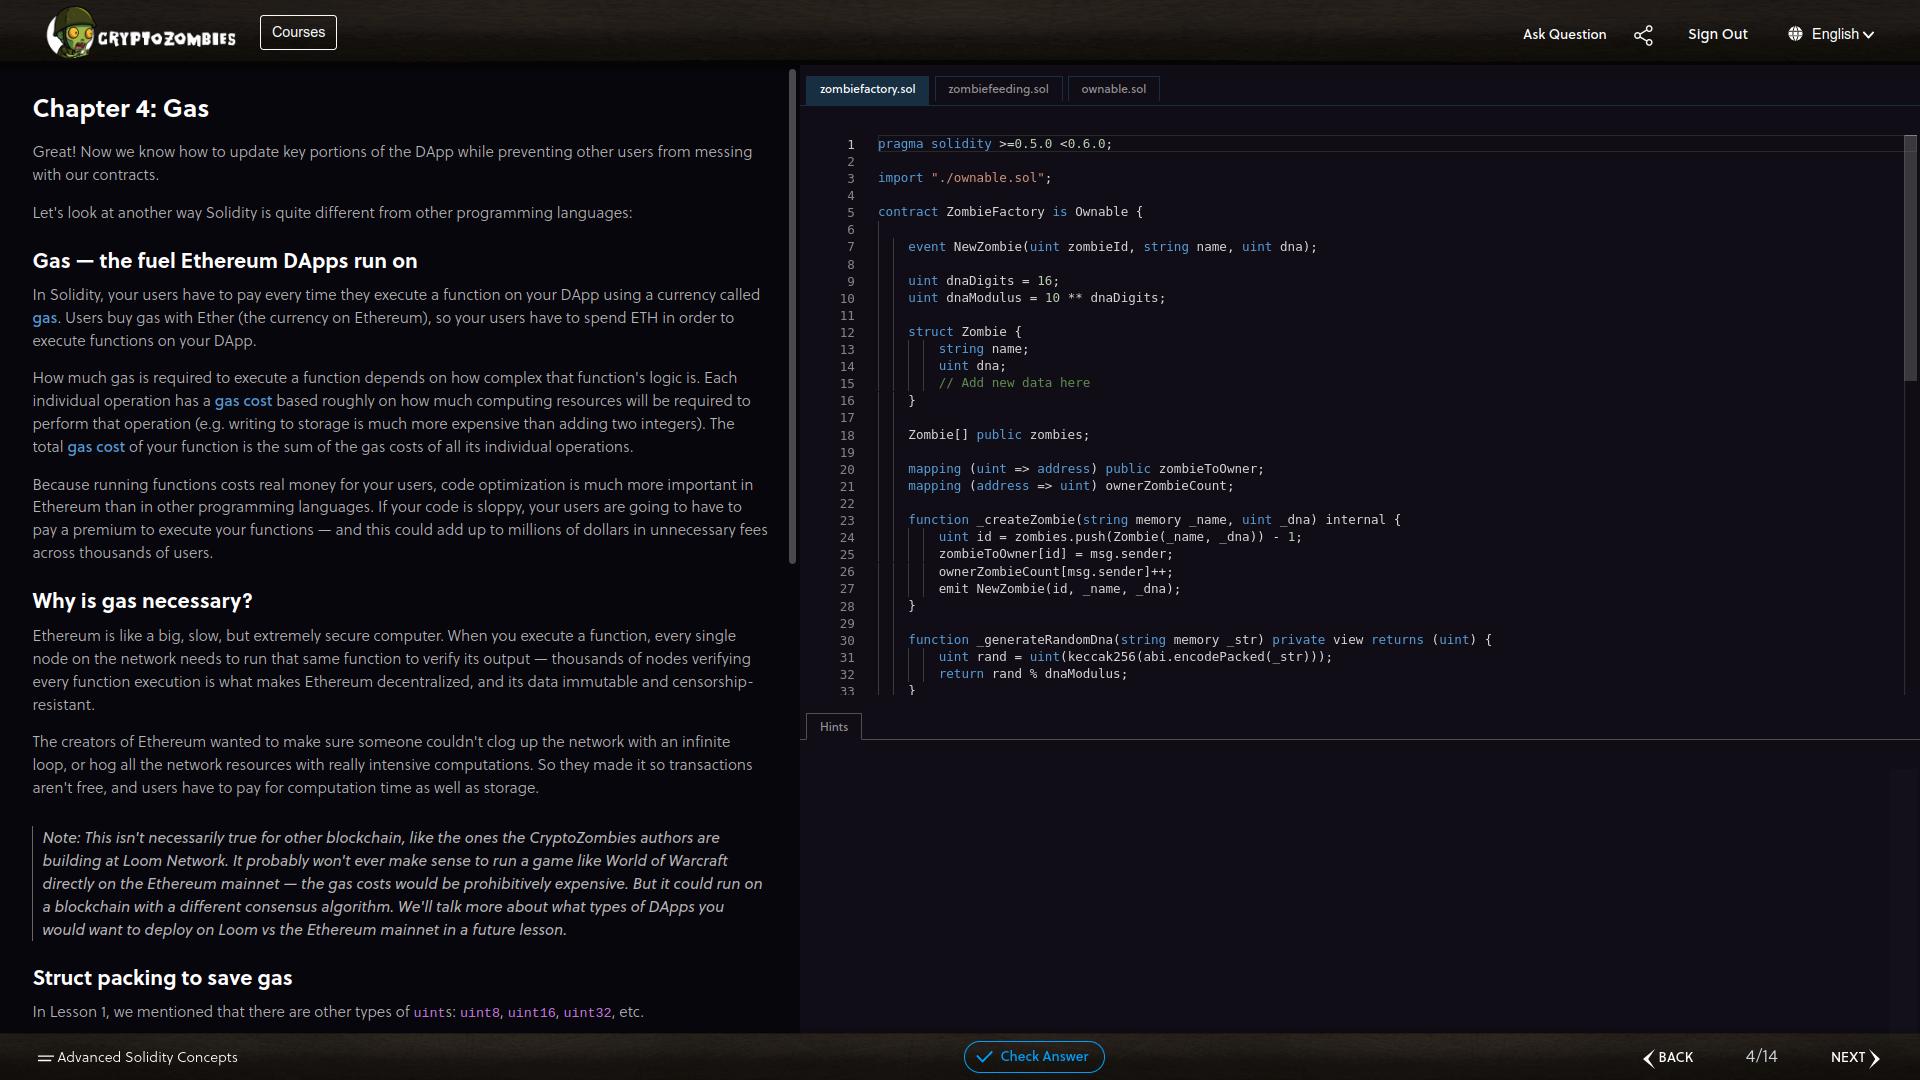 CRYPTOZOMBIES
Courses
Ask Question
Sign Out
English
Chapter 4: Gas
Great! Now we know how to update key portions of the DApp while preventing other users from messing
with our contracts.
Let's look at another way Solidity is quite different from other programming languages:
Gas — the fuel Ethereum DApps run on
In Solidity, your users have to pay every time they execute a function on your DApp using a currency called
gas. Users buy gas with Ether (the currency on Ethereum), so your users have to spend ETH in order to
execute functions on your DApp.
How much gas is required to execute a function depends on how complex that function's logic is. Each
individual operation has a gas cost based roughly on how much computing resources will be required to
perform that operation (e.g. writing to storage is much more expensive than adding two integers). The
total gas cost of your function is the sum of the gas costs of all its individual operations.
Because running functions costs real money for your users, code optimization is much more important in
Ethereum than in other programming languages. If your code is sloppy, your users are going to have to
pay a premium to execute your functions — and this could add up to millions of dollars in unnecessary fees
across thousands of users.
Why is gas necessary?
Ethereum is like a big, slow, but extremely secure computer. When you execute a function, every single
node on the network needs to run that same function to verify its output — thousands of nodes verifying
every function execution is what makes Ethereum decentralized, and its data immutable and censorship-
resistant.
The creators of Ethereum wanted to make sure someone couldn't clog up the network with an infinite
loop, or hog all the network resources with really intensive computations. So they made it so transactions
aren't free, and users have to pay for computation time as well as storage.
Note: This isn't necessarily true for other blockchain, like the ones the CryptoZombies authors are
building at Loom Network. It probably won't ever make sense to run a game like World of Warcraft
directly on the Ethereum mainnet — the gas costs would be prohibitively expensive. But it could run on
a blockchain with a different consensus algorithm. We'll talk more about what types of DApps you
would want to deploy on Loom vs the Ethereum mainnet in a future lesson.
Struct packing to save gas
In Lesson 1, we mentioned that there are other types of uints: uint8, uint16, uint32, etc.
zombiefactory.sol
zombiefeeding.sol
ownable.sol
1 pragma solidity >=0.5.0 <0.6.0;
2
3 import "./ownable.sol";
4
5 contract ZombieFactory is Ownable {
6
7 event NewZombie(uint zombieId, string name, uint dna);
8
9 uint dnaDigits = 16;
10 uint dnaModulus = 10 ** dnaDigits;
11
12 struct Zombie {
13 string name;
14 uint dna;
15 // Add new data here
16 }
17
18 Zombie[] public zombies;
19
20 mapping (uint => address) public zombieToOwner;
21 mapping (address => uint) ownerZombieCount;
22
23 function _createZombie(string memory _name, uint _dna) internal {
24 uint id = zombies.push(Zombie(_name, _dna)) - 1;
25 zombieToOwner[id] = msg.sender;
26 ownerZombieCount[msg.sender]++;
27 emit NewZombie(id, _name, _dna);
28 }
29
30 function _generateRandomDna(string memory _str) private view returns (uint) {
31 uint rand = uint(keccak256(abi.encodePacked(_str)));
32 return rand % dnaModulus;
33 }
Hints
Advanced Solidity Concepts
Check Answer
BACK
4/14
NEXT